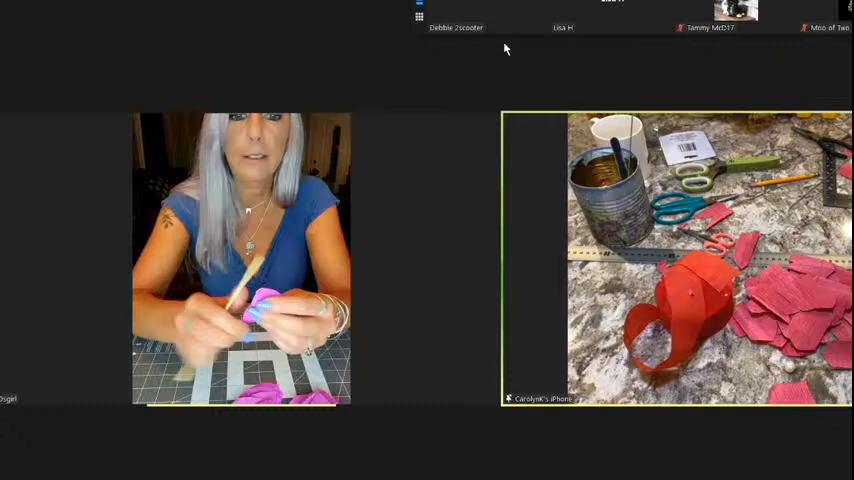 Debbie 2scooter
Lisa H
Tammy McD17
Moo of Two
CarolynK's iPhone